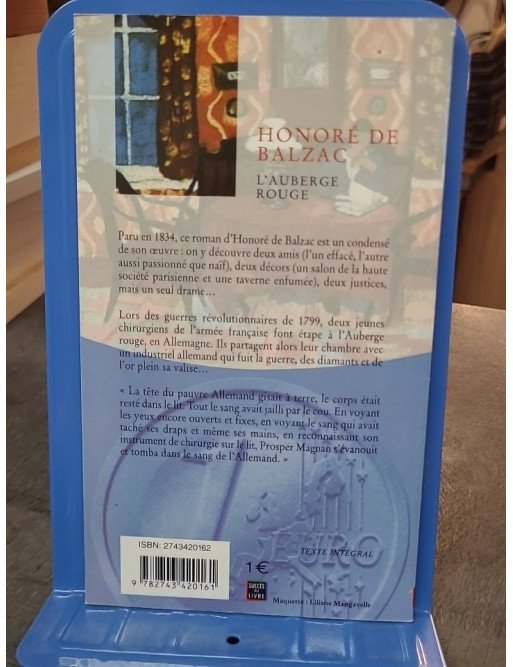 HONORÉ DE
BALZAC
L'AUBERGE
ROUGE
Paru en 1834, ce roman d'Honoré de Balzac est un condensé
de son œuvre : on y découvre deux amis (l'un effacé, l'autre
aussi passionné que naïf), deux décors (un salon de la haute
société parisienne et une taverne enfumée), deux justices,
mais un seul drame...
Lors des guerres révolutionnaires de 1799, deux jeunes
chirurgiens de l'armée française font étape à l'Auberge
rouge, en Allemagne. Ils partagent alors leur chambre avec
un industriel allemand qui fuit la guerre, des diamants et de
l'or plein sa valise...
« La tête du pauvre Allemand gisait à terre, le corps était
resté dans le lit. Tout le sang avait jailli par le cou. En voyant
les yeux encore ouverts et fixes, en voyant le sang qui avait
taché ses draps et même ses mains, en reconnaissant son
instrument de chirurgie sur le lit, Prosper Magnan s'évanouit
et tomba dans le sang de l'Allemand. »
EURO
ISBN: 2743420162
TEXTE INTÉGRAL
1 €
9 782743 420161
SUCCÈS
DU
LIVRE
Maquette : Liliane Mangavelle